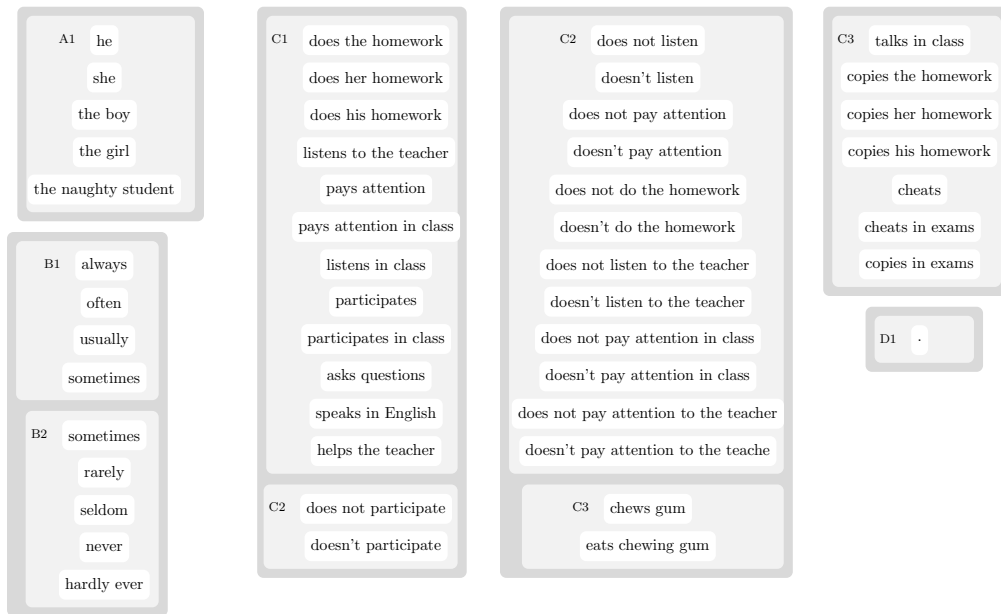 A1 he
she
the boy
the girl
the naughty student
B1 always
often
usually
sometimes
B2 sometimes
rarely
seldom
never
hardly ever
C1 does the homework
does her homework
does his homework
listens to the teacher
pays attention
pays attention in class
listens in class
participates
participates in class
asks questions
speaks in English
helps the teacher
C2 does not participate
doesn't participate
C2 does not listen
doesn't listen
does not pay attention
doesn't pay attention
does not do the homework
doesn't do the homework
does not listen to the teacher
doesn't listen to the teacher
does not pay attention in class
doesn't pay attention in class
does not pay attention to the teacher
doesn't pay attention to the teache
C3 chews gum
eats chewing gum
C3 talks in class
copies the homework
copies her homework
copies his homework
cheats
cheats in exams
copies in exams
D1 .